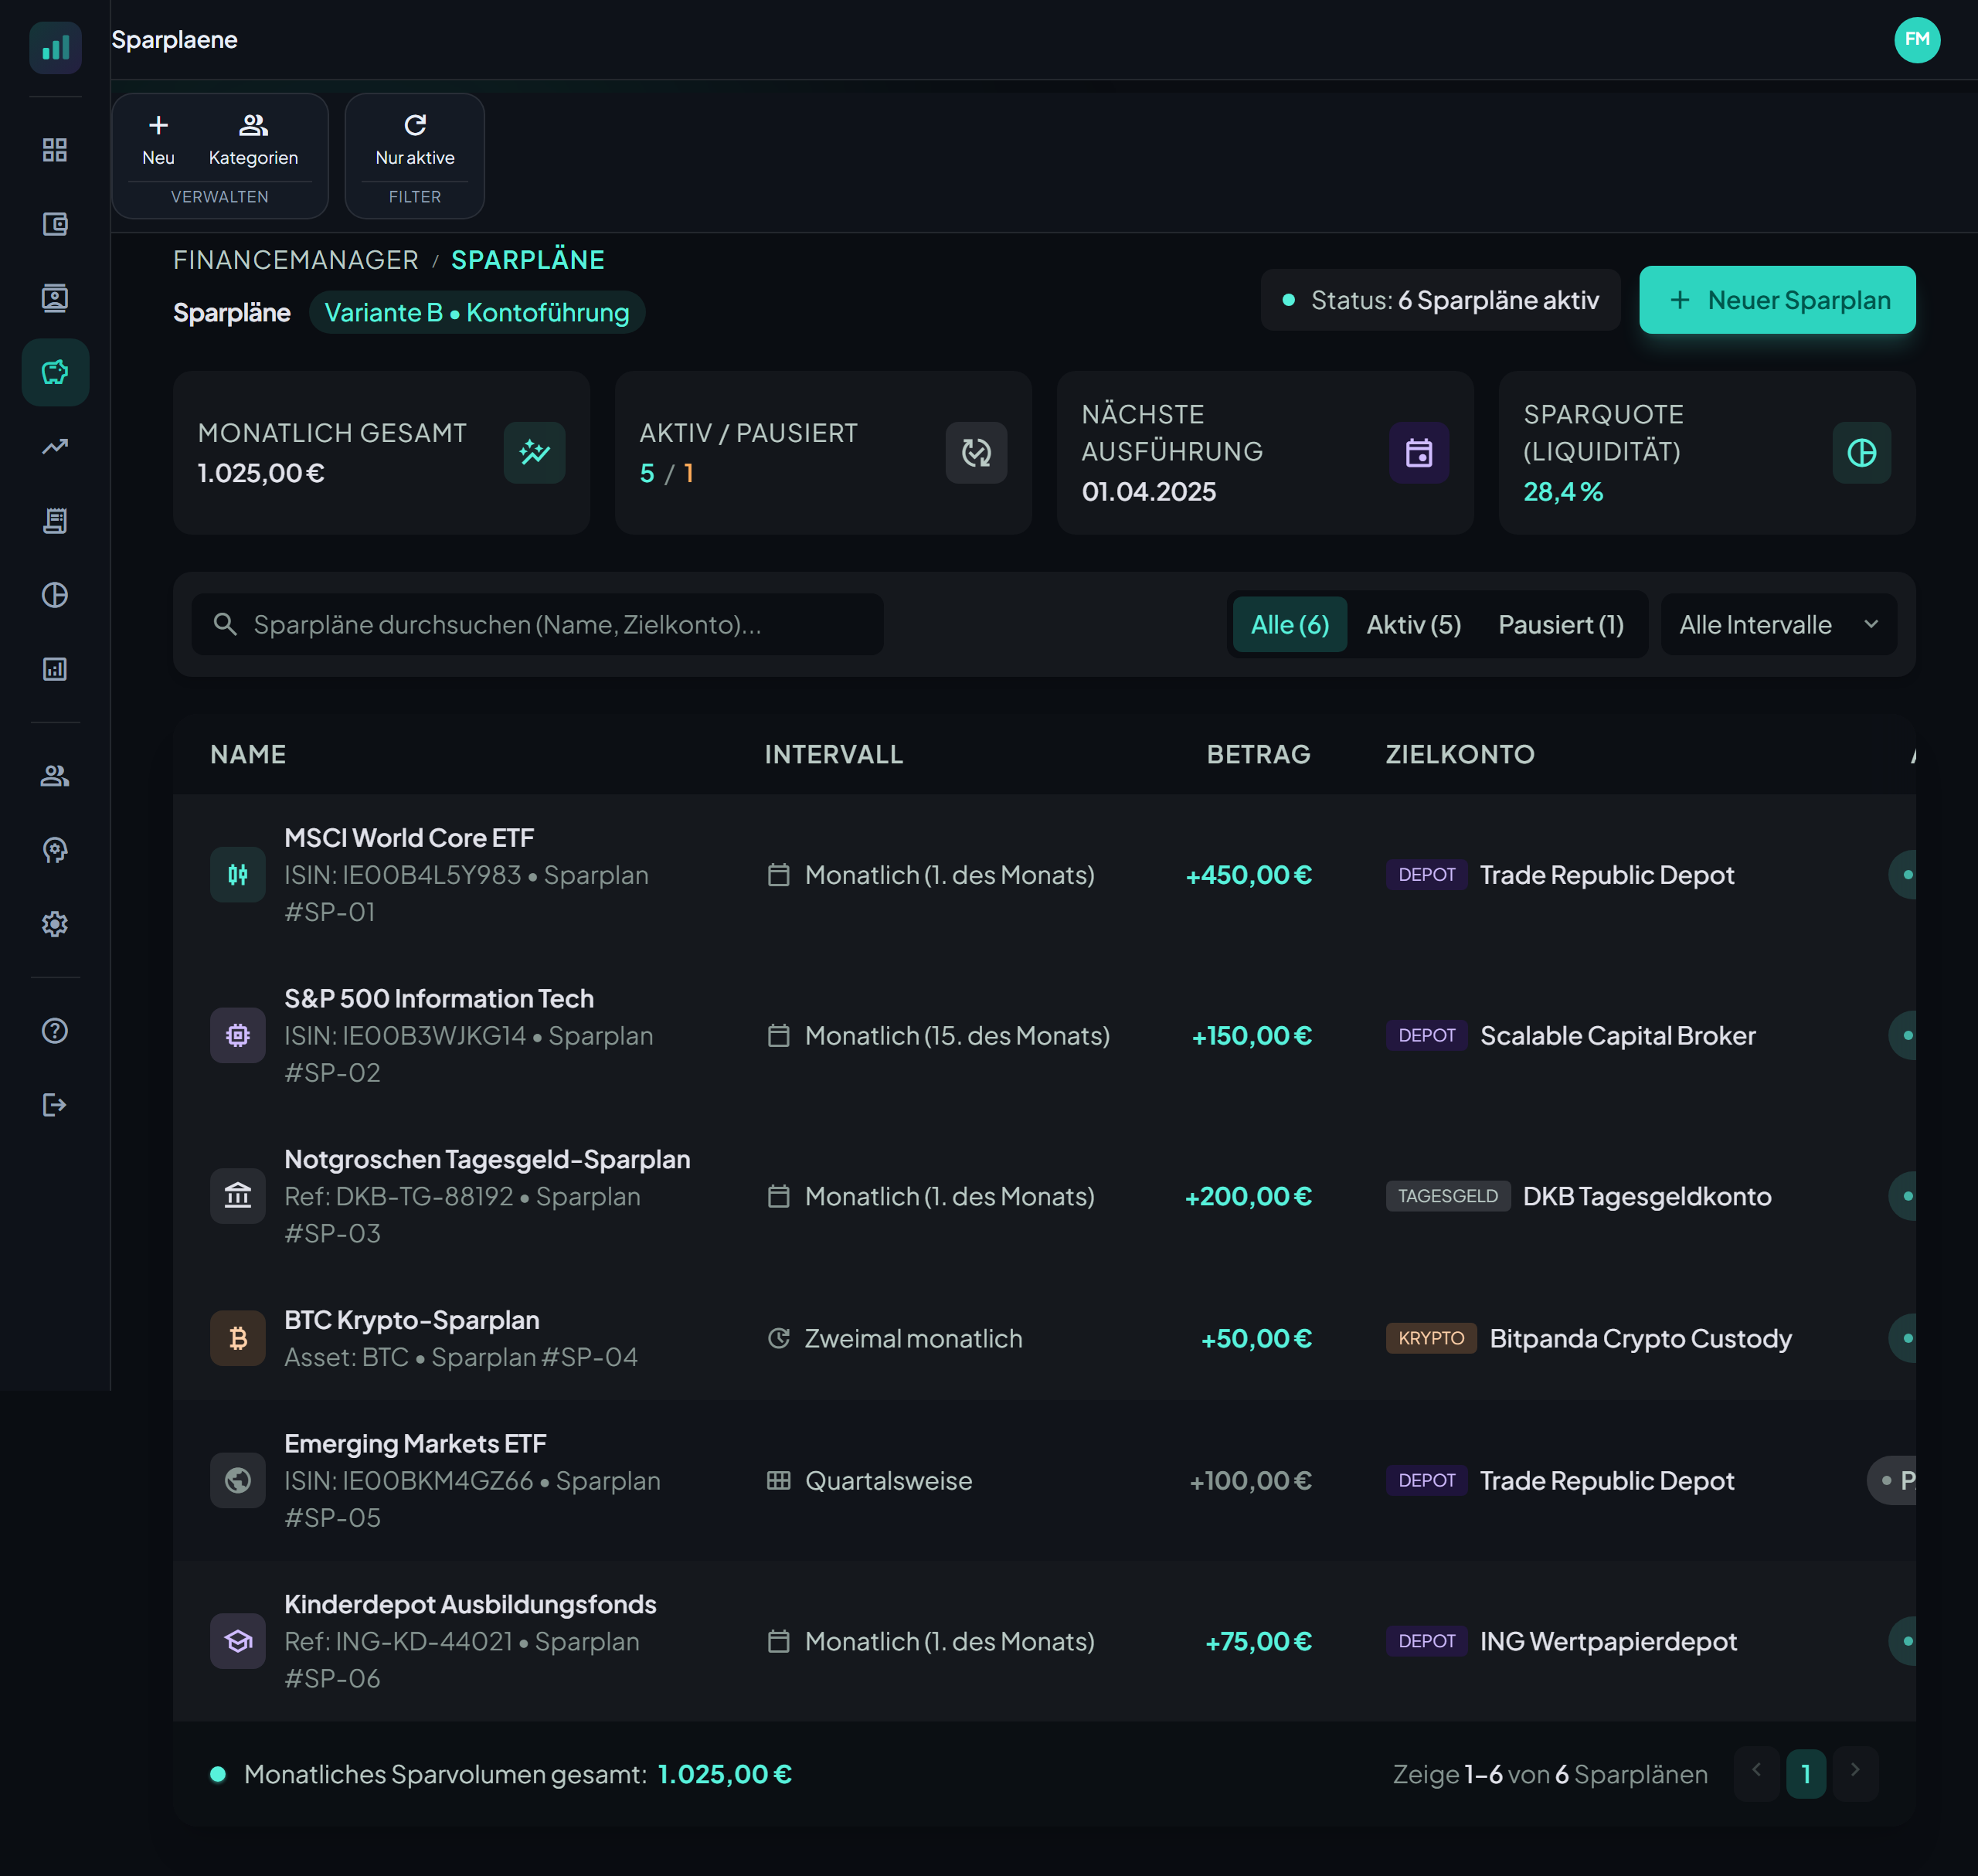 Sparplaene
FM
Neu
Kategorien
VERWALTEN
Nur aktive
FILTER
FINANCEMANAGER / SPARPLÄNE
Sparpläne
Variante B • Kontoführung
Status: 6 Sparpläne aktiv
+ Neuer Sparplan
MONATLICH GESAMT
1.025,00 €
AKTIV / PAUSIERT
5 / 1
NÄCHSTE
AUSFÜHRUNG
01.04.2025
SPARQUOTE
(LIQUIDITÄT)
28,4 %
Sparpläne durchsuchen (Name, Zielkonto)...
Alle (6)
Aktiv (5)
Pausiert (1)
Alle Intervalle
NAME
INTERVALL
BETRAG
ZIELKONTO
MSCI World Core ETF
ISIN: IE00B4L5Y983 • Sparplan
#SP-01
Monatlich (1. des Monats)
+450,00 €
DEPOT
Trade Republic Depot
S&P 500 Information Tech
ISIN: IE00B3WJKG14 • Sparplan
#SP-02
Monatlich (15. des Monats)
+150,00 €
DEPOT
Scalable Capital Broker
Notgroschen Tagesgeld-Sparplan
Ref: DKB-TG-88192 • Sparplan
#SP-03
Monatlich (1. des Monats)
+200,00 €
TAGESGELD
DKB Tagesgeldkonto
BTC Krypto-Sparplan
Asset: BTC • Sparplan #SP-04
Zweimal monatlich
+50,00 €
KRYPTO
Bitpanda Crypto Custody
Emerging Markets ETF
ISIN: IE00BKM4GZ66 • Sparplan
#SP-05
Quartalsweise
+100,00 €
DEPOT
Trade Republic Depot
Kinderdepot Ausbildungsfonds
Ref: ING-KD-44021 • Sparplan
#SP-06
Monatlich (1. des Monats)
+75,00 €
DEPOT
ING Wertpapierdepot
Monatliches Sparvolumen gesamt: 1.025,00 €
Zeige 1–6 von 6 Sparplänen
1